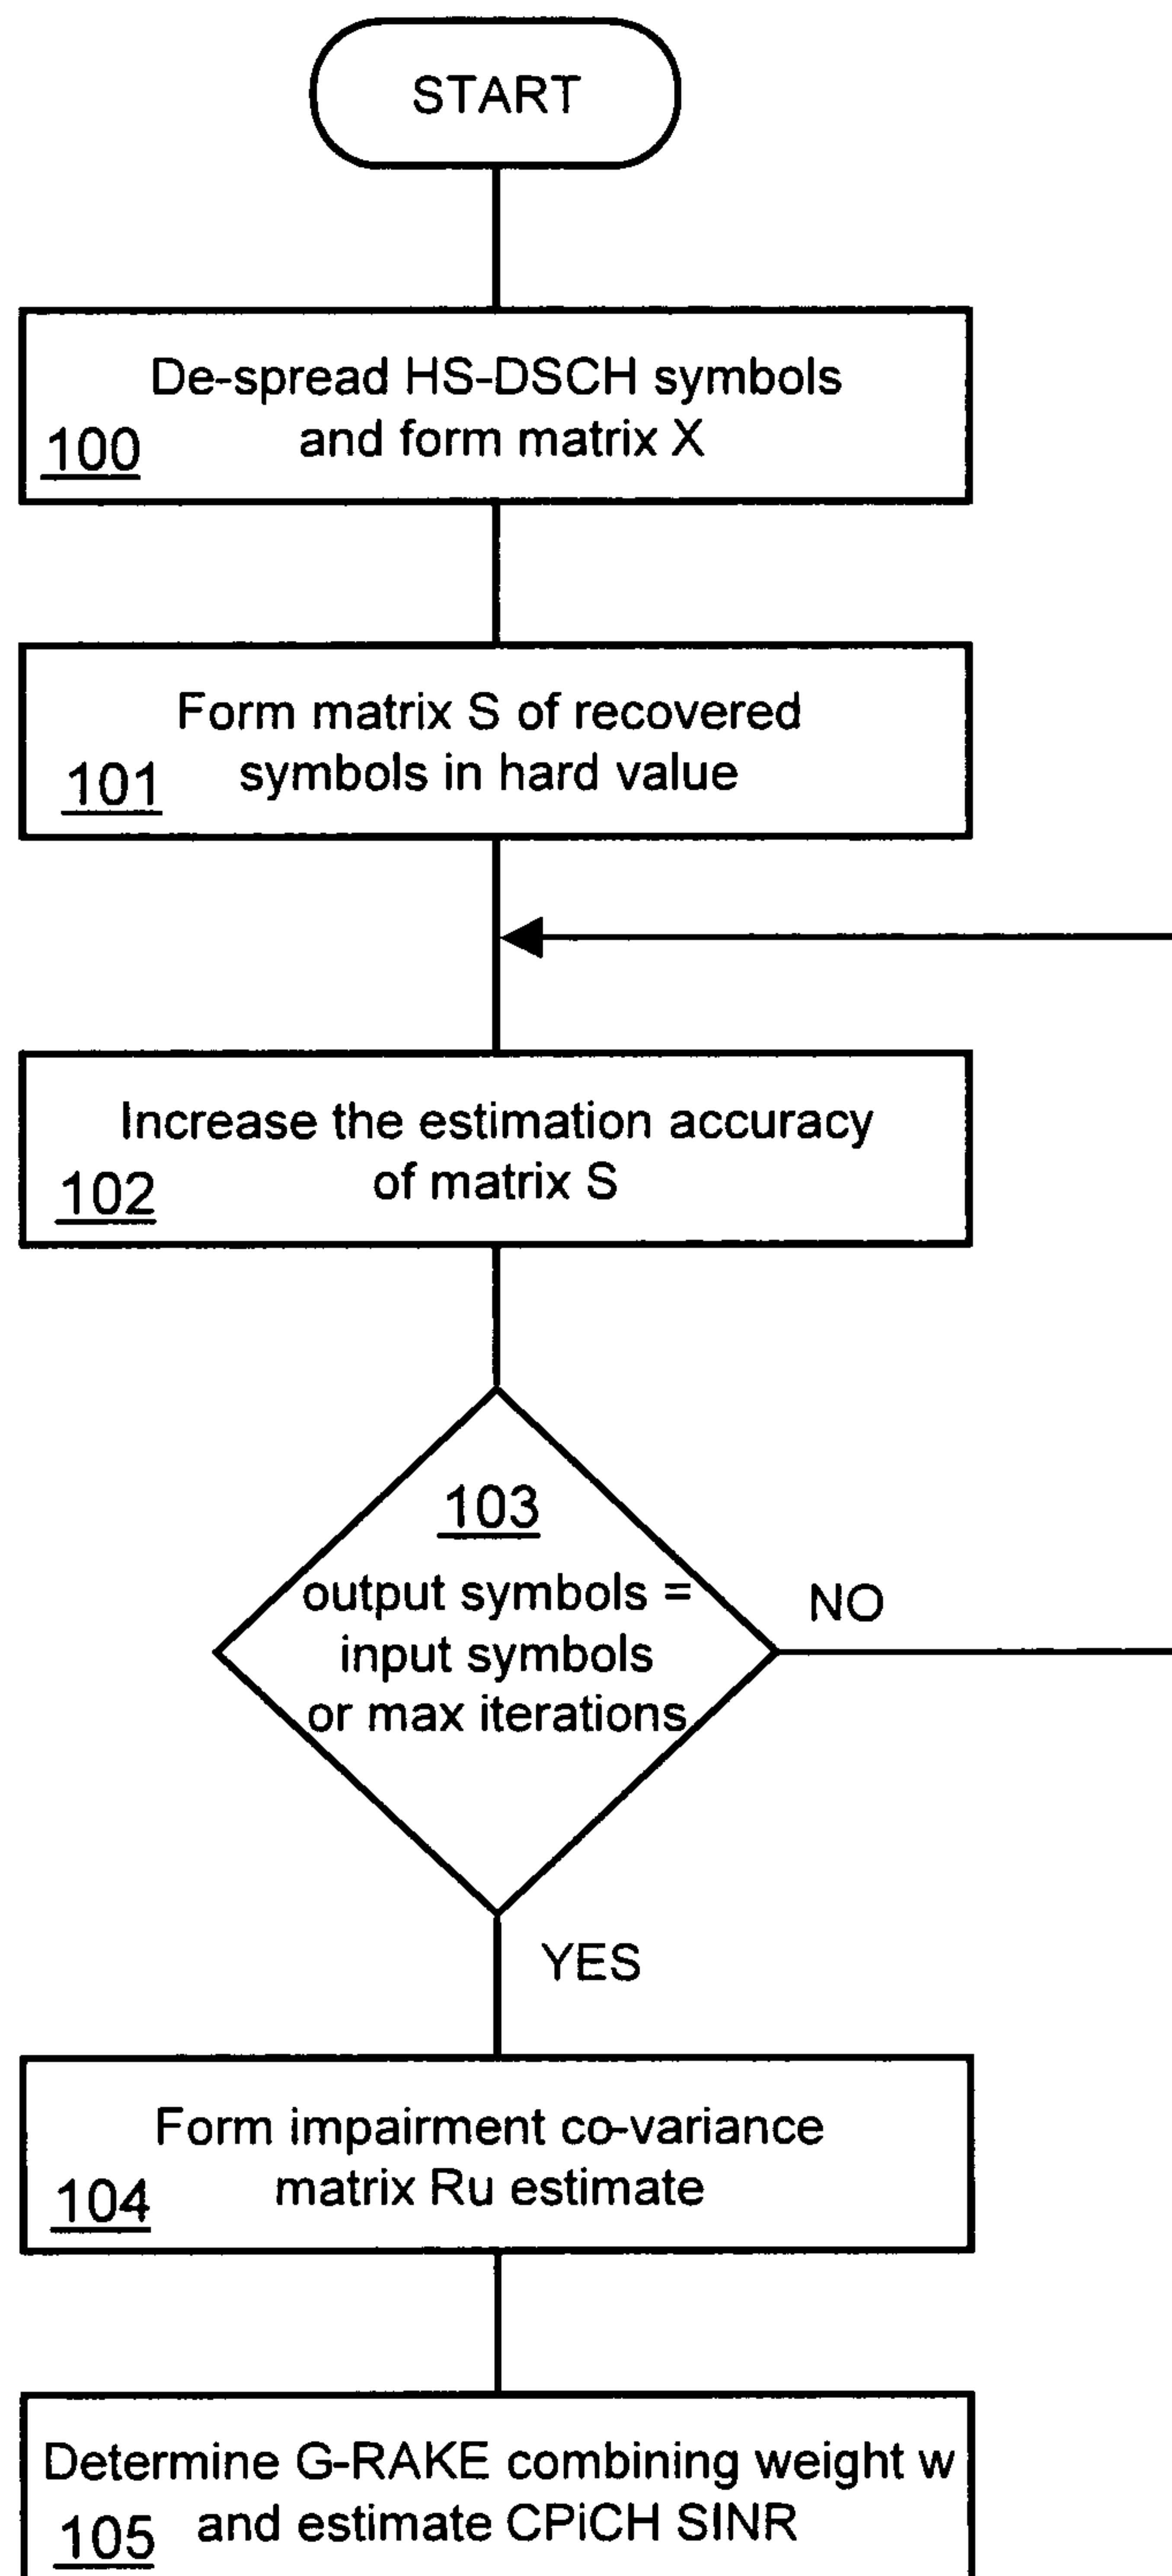 START
De-spread HS-DSCH symbols
and form matrix X
100
Form matrix S of recovered
symbols in hard value
101
Increase the estimation accuracy
of matrix S
102
103
output symbols =
input symbols
or max iterations
NO
YES
Form impairment co-variance
matrix Ru estimate
104
Determine G-RAKE combining weight w
and estimate CPiCH SINR
105